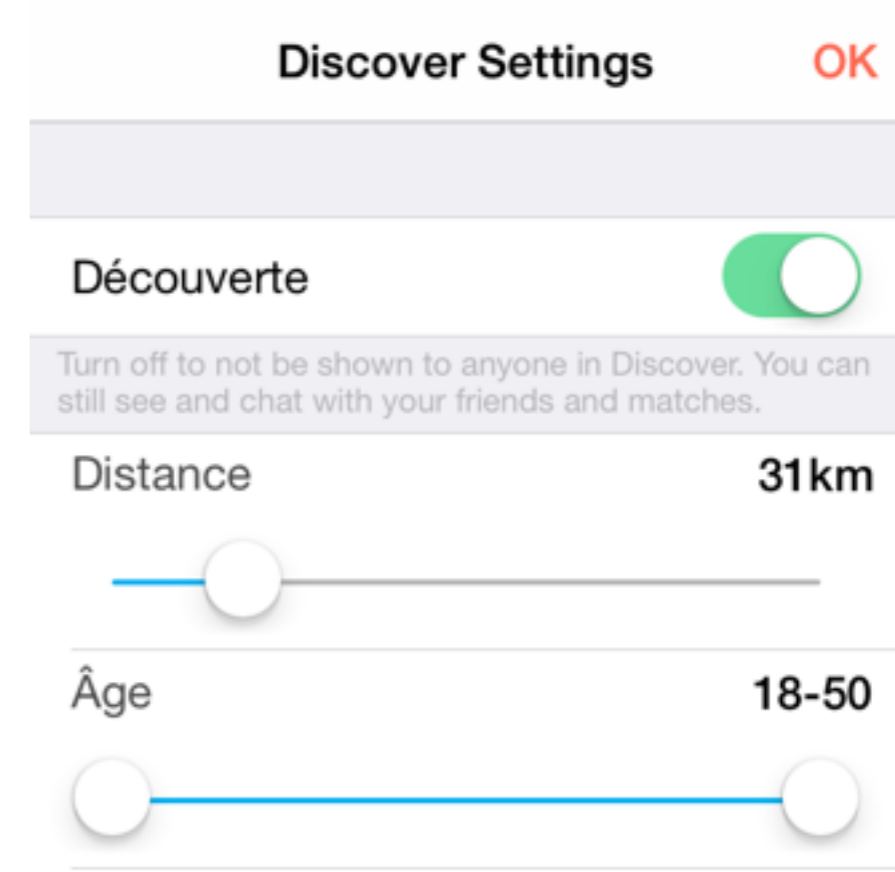 Discover Settings OK
Découverte
Turn off to not be shown to anyone in Discover. You can
still see and chat with your friends and matches.
Distance 31km
Âge 18-50